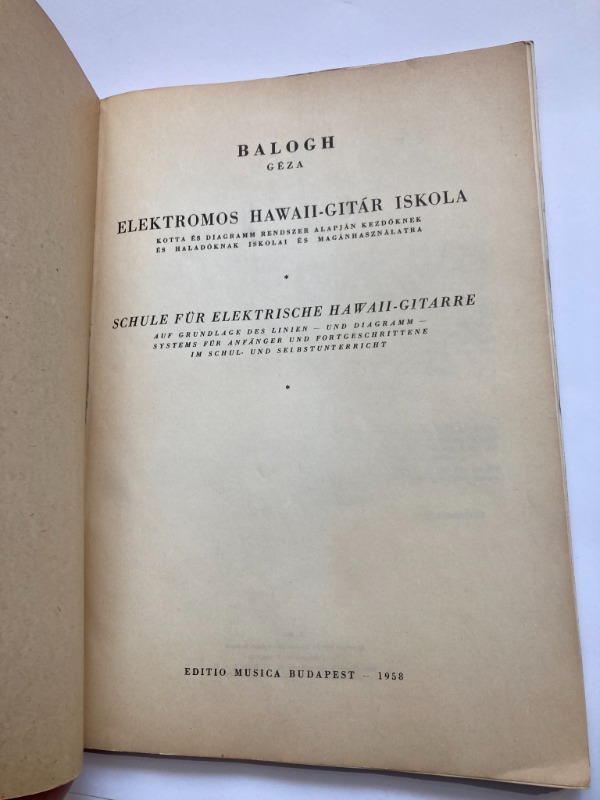 BALOGH
GÉZA
ELEKTROMOS HAWAII-GITÁR ISKOLA
KOTTA ÉS DIAGRAMM RENDSZER ALAPJÁN KEZDŐKNEK
ÉS HALADÓKNAK ISKOLAI ÉS MAGÁNHASZNÁLATRA
*
SCHULE FÜR ELEKTRISCHE HAWAII-GITARRE
AUF GRUNDLAGE DES LINIEN – UND DIAGRAMM –
SYSTEMS FÜR ANFÄNGER UND FORTGESCHRITTENE
IM SCHUL- UND SELBSTUNTERRICHT
*
EDITIO MUSICA BUDAPEST – 1958